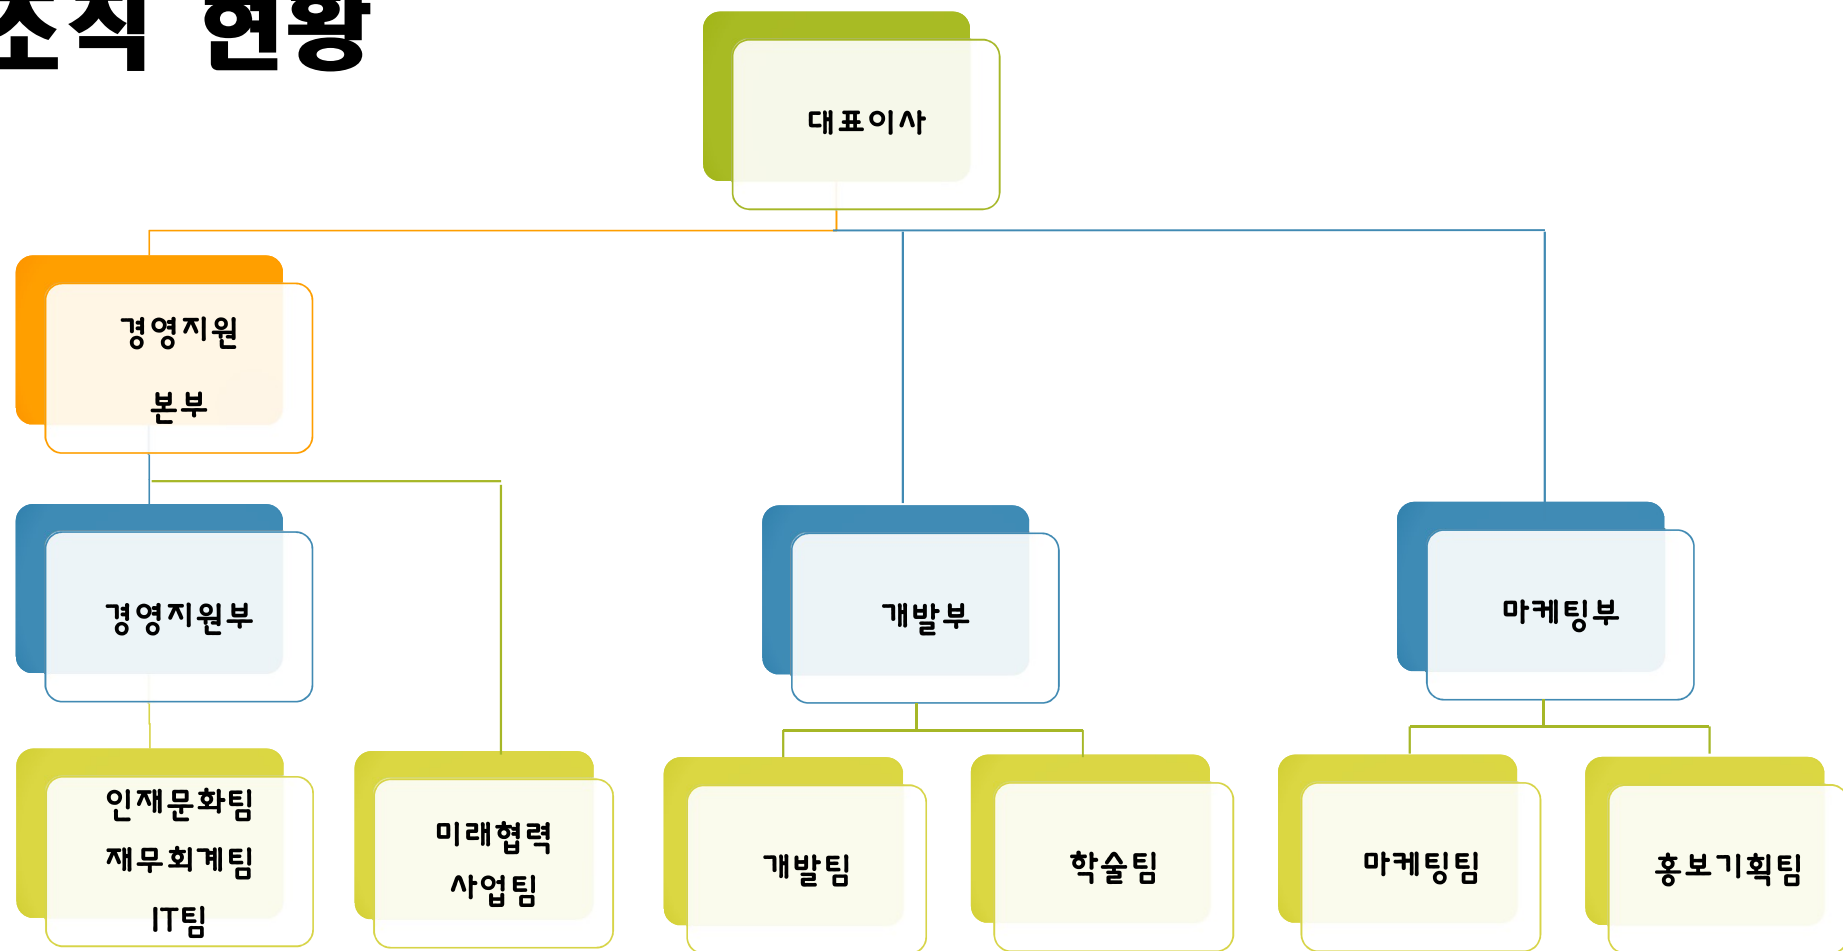 조직 현황
대표이사
경영지원
본부
경영지원부
개발부
마케팅부
인재문화팀
재무회계팀
IT팀
미래협력
사업팀
개발팀
학술팀
마케팅팀
홍보기획팀